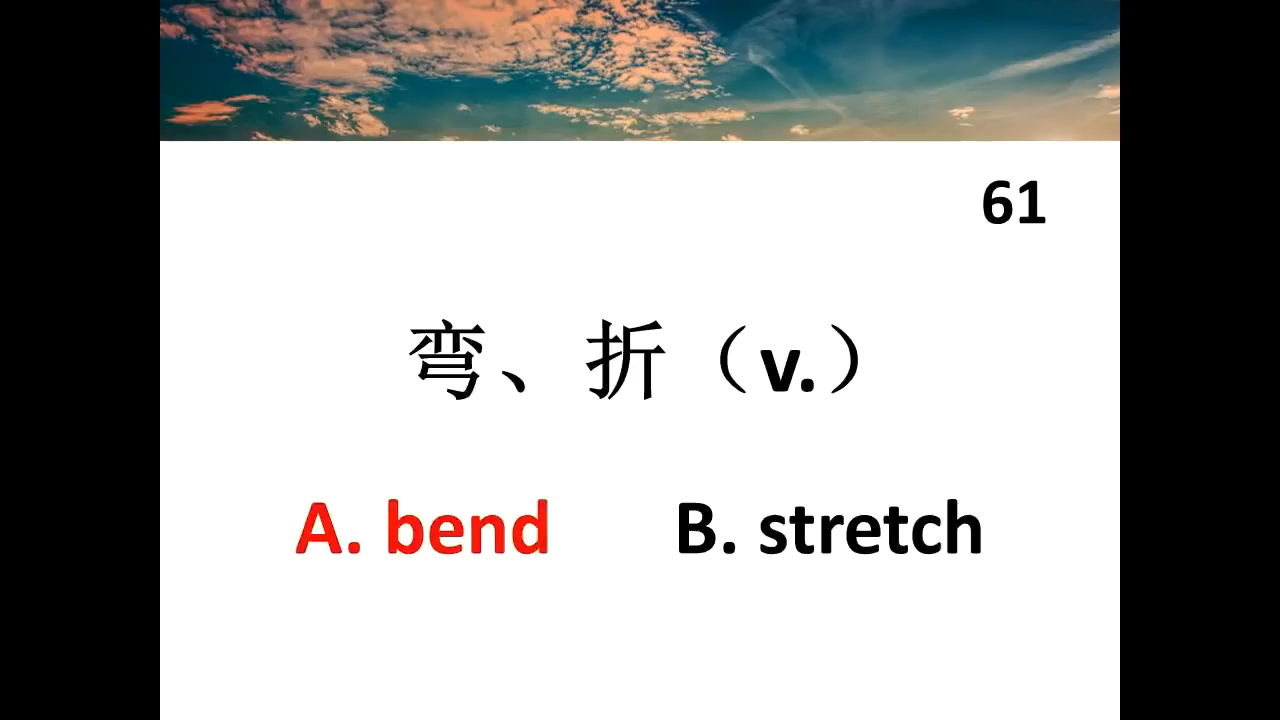 61
弯、折（v.）
A. bend B. stretch